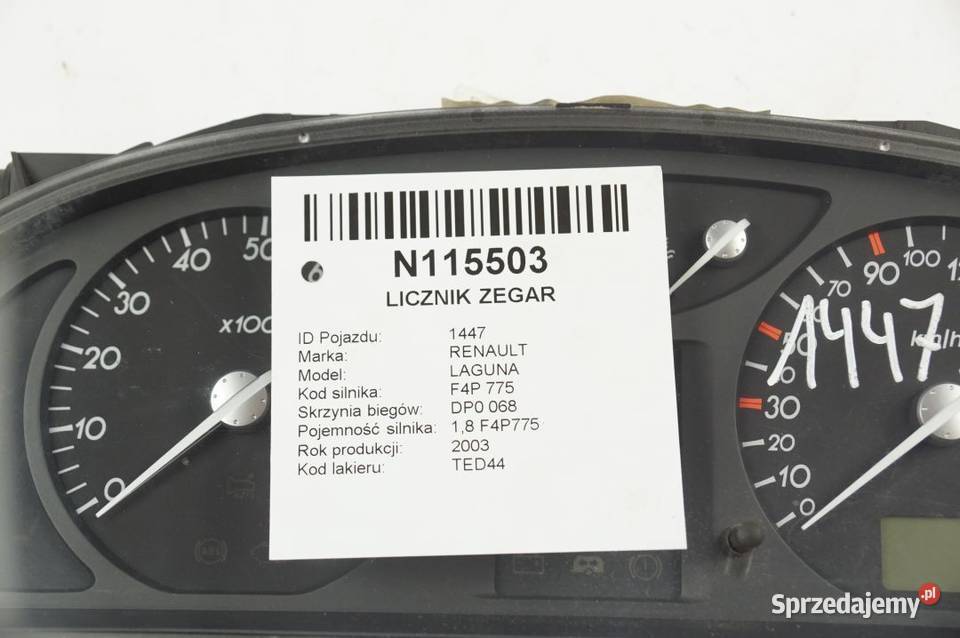 N115503
LICZNIK ZEGAR
ID Pojazdu: 1447
Marka: RENAULT
Model: LAGUNA
Kod silnika: F4P 775
Skrzynia biegów: DP0 068
Pojemność silnika: 1,8 F4P775
Rok produkcji: 2003
Kod lakieru: TED44
50
40
30
x100
20
10
0
100
90
70
1447
30
20
10
0
ABS
Sprzedajemy.pl